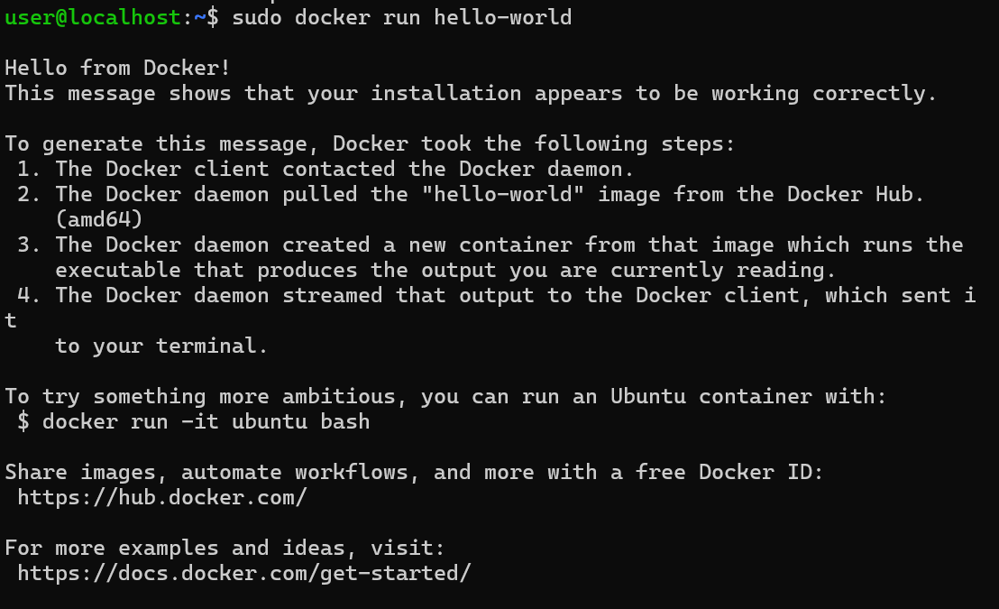 user@localhost:~$ sudo docker run hello-world

Hello from Docker!
This message shows that your installation appears to be working correctly.

To generate this message, Docker took the following steps:
 1. The Docker client contacted the Docker daemon.
 2. The Docker daemon pulled the "hello-world" image from the Docker Hub.
    (amd64)
 3. The Docker daemon created a new container from that image which runs the
    executable that produces the output you are currently reading.
 4. The Docker daemon streamed that output to the Docker client, which sent i
t
    to your terminal.

To try something more ambitious, you can run an Ubuntu container with:
 $ docker run -it ubuntu bash

Share images, automate workflows, and more with a free Docker ID:
 https://hub.docker.com/

For more examples and ideas, visit:
 https://docs.docker.com/get-started/